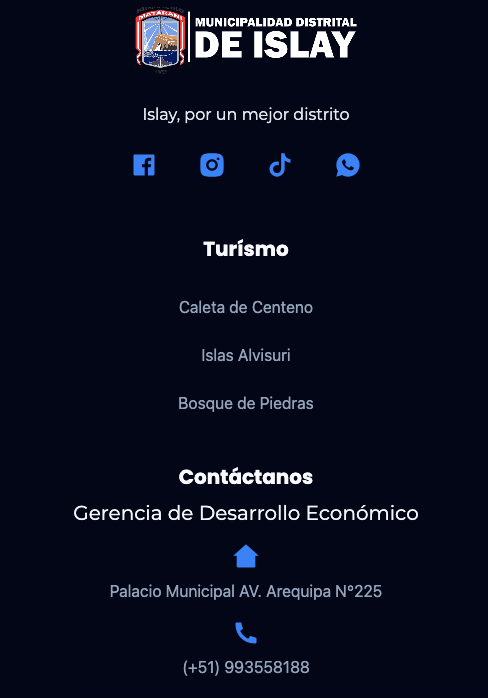 MATARANI
MUNICIPALIDAD DISTRITAL
DE ISLAY
Islay, por un mejor distrito
Turísmo
Caleta de Centeno
Islas Alvisuri
Bosque de Piedras
Contáctanos
Gerencia de Desarrollo Económico
Palacio Municipal AV. Arequipa N°225
(+51) 993558188